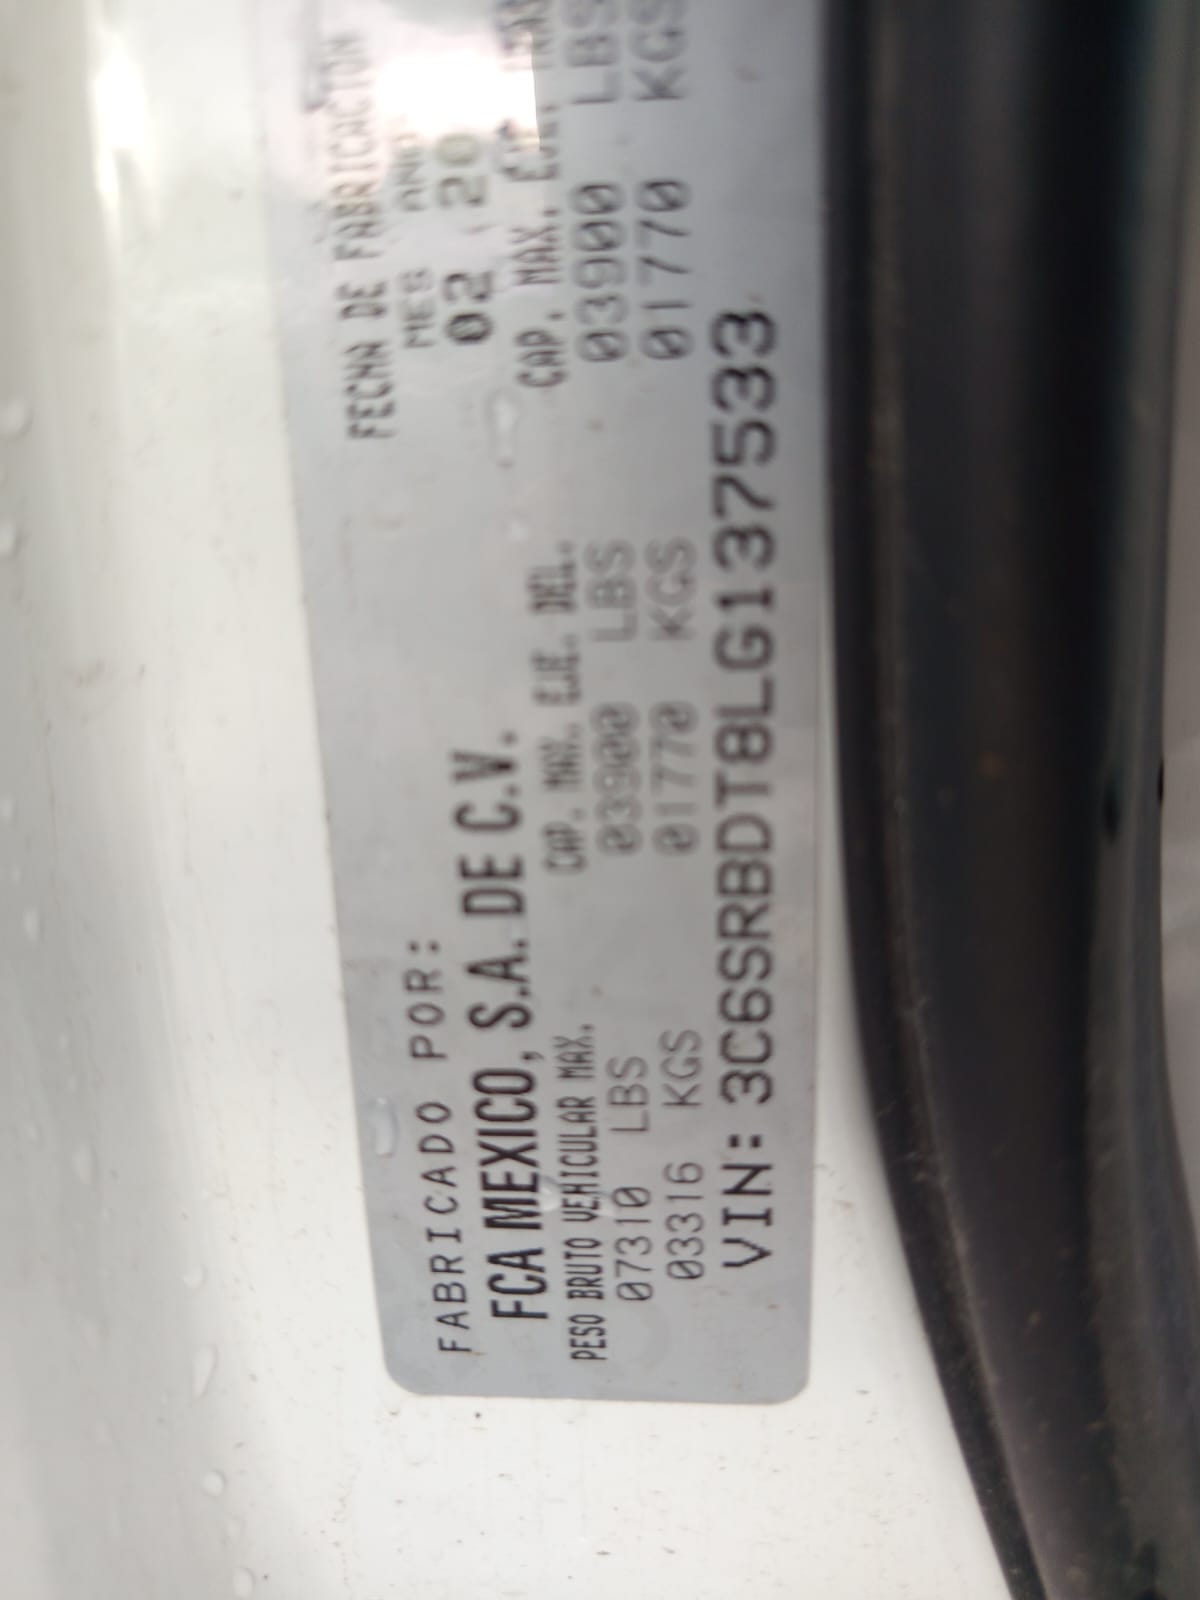 FABRICADO POR:
FCA MEXICO, S.A. DE C.V.
FECHA DE FABRICACION
MES ANO
02 20
PESO BRUTO VEHICULAR MAX.
07310 LBS
03316 KGS
CAP. MAX. EJE. DEL.
03900 LBS
01770 KGS
CAP. MAX. EJE. TRAS
03900 LBS
01770 KGS
VIN: 3C6SRBDT8LG137533